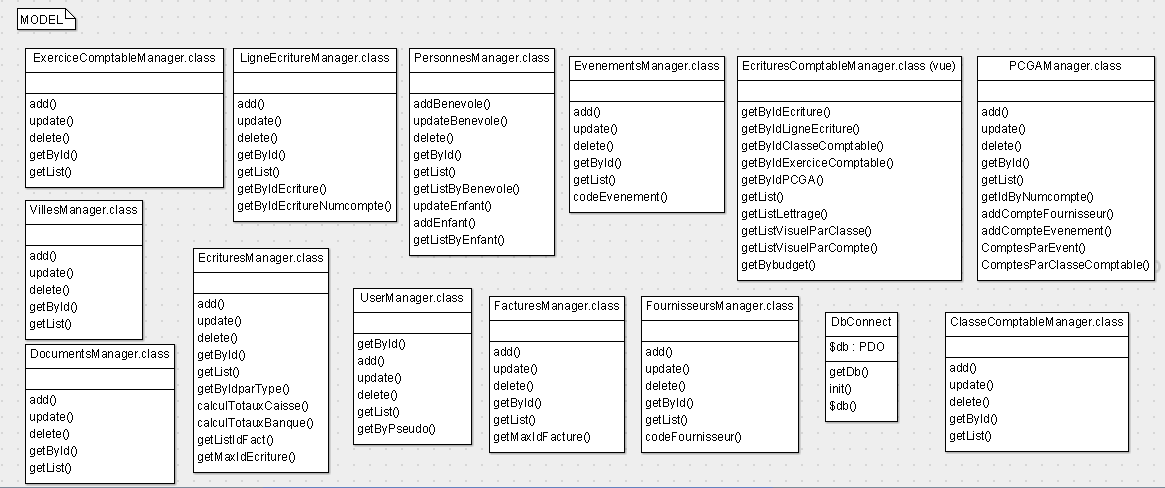 MODEL
ExerciceComptableManager.class
add()
update()
delete()
getById()
getList()
LigneEcritureManager.class
add()
update()
delete()
getById()
getList()
getByIdEcriture()
getByIdEcritureNumcompte()
PersonnesManager.class
addBenevole()
updateBenevole()
delete()
getById()
getList()
getListByBenevole()
updateEnfant()
addEnfant()
getListByEnfant()
EvenementsManager.class
add()
update()
delete()
getById()
getList()
codeEvenement()
EcrituresComptableManager.class (vue)
getByIdEcriture()
getByIdLigneEcriture()
getByIdClasseComptable()
getByIdExerciceComptable()
getByIdPCGA()
getList()
getListLettrage()
getListVisuelParClasse()
getListVisuelParCompte()
getBybudget()
PCGAManager.class
add()
update()
delete()
getById()
getList()
getIdByNumcompte()
addCompteFournisseur()
addCompteEvenement()
ComptesParEvent()
ComptesParClasseComptable()
VillesManager.class
add()
update()
delete()
getById()
getList()
DocumentsManager.class
add()
update()
delete()
getById()
getList()
EcrituresManager.class
add()
update()
delete()
getById()
getList()
getByIdparType()
calculTotauxCaisse()
calculTotauxBanque()
getListIdFact()
getMaxIdEcriture()
UserManager.class
getById()
add()
update()
delete()
getList()
getByPseudo()
FacturesManager.class
add()
update()
delete()
getById()
getList()
getMaxIdFacture()
FournisseursManager.class
add()
update()
delete()
getById()
getList()
codeFournisseur()
DbConnect
$db : PDO
getDb()
init()
$db()
ClasseComptableManager.class
add()
update()
delete()
getById()
getList()